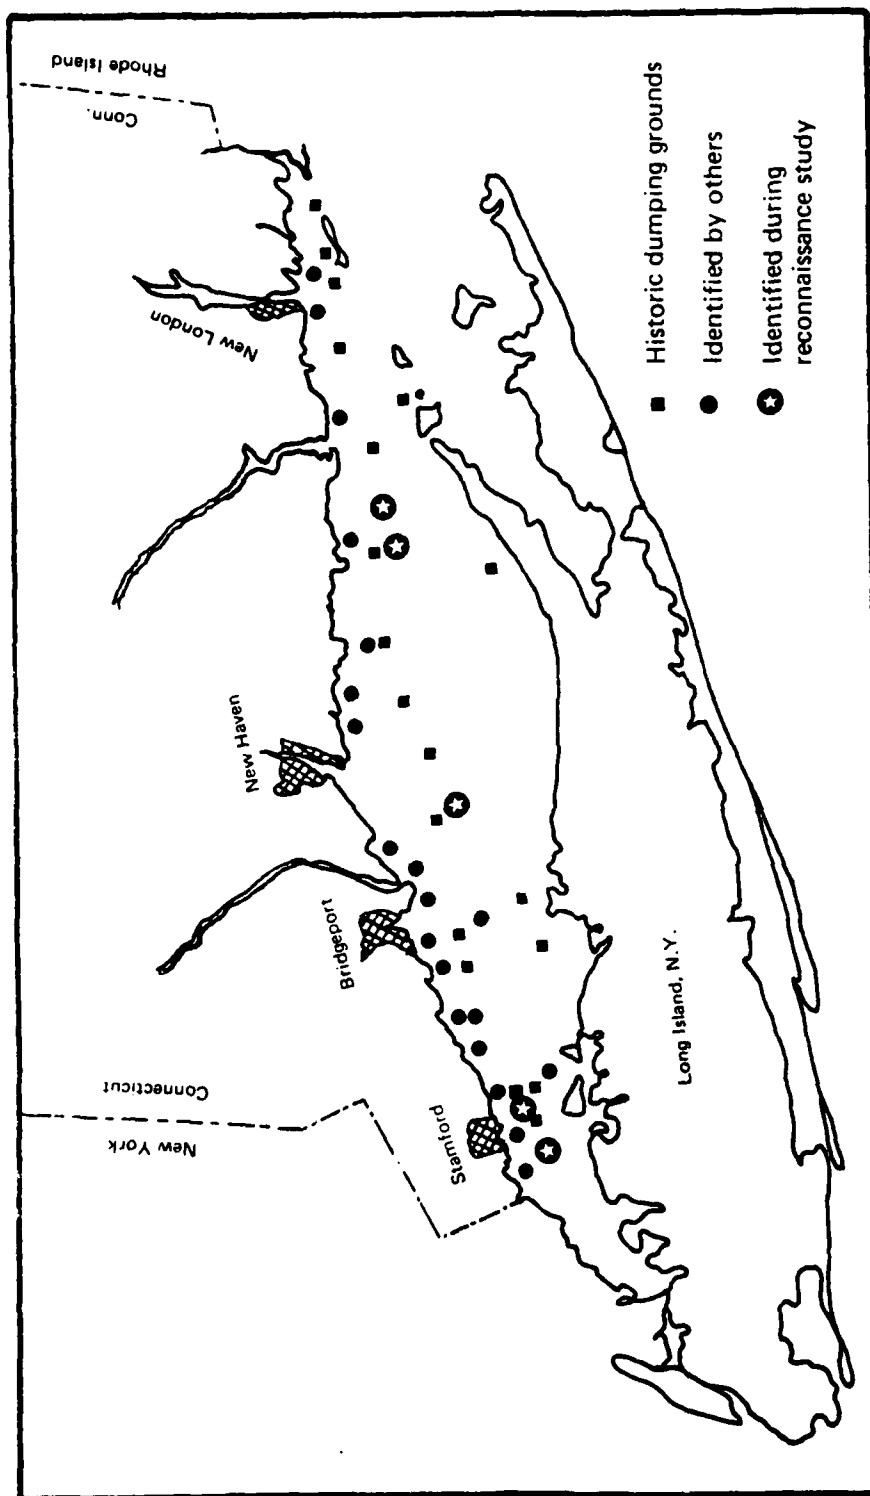 Rhode Island
Conn.
New London
New Haven
Bridgeport
Connecticut
New York
Stamford
Long Island, N.Y.
Historic dumping grounds
Identified by others
Identified during
reconnaissance study